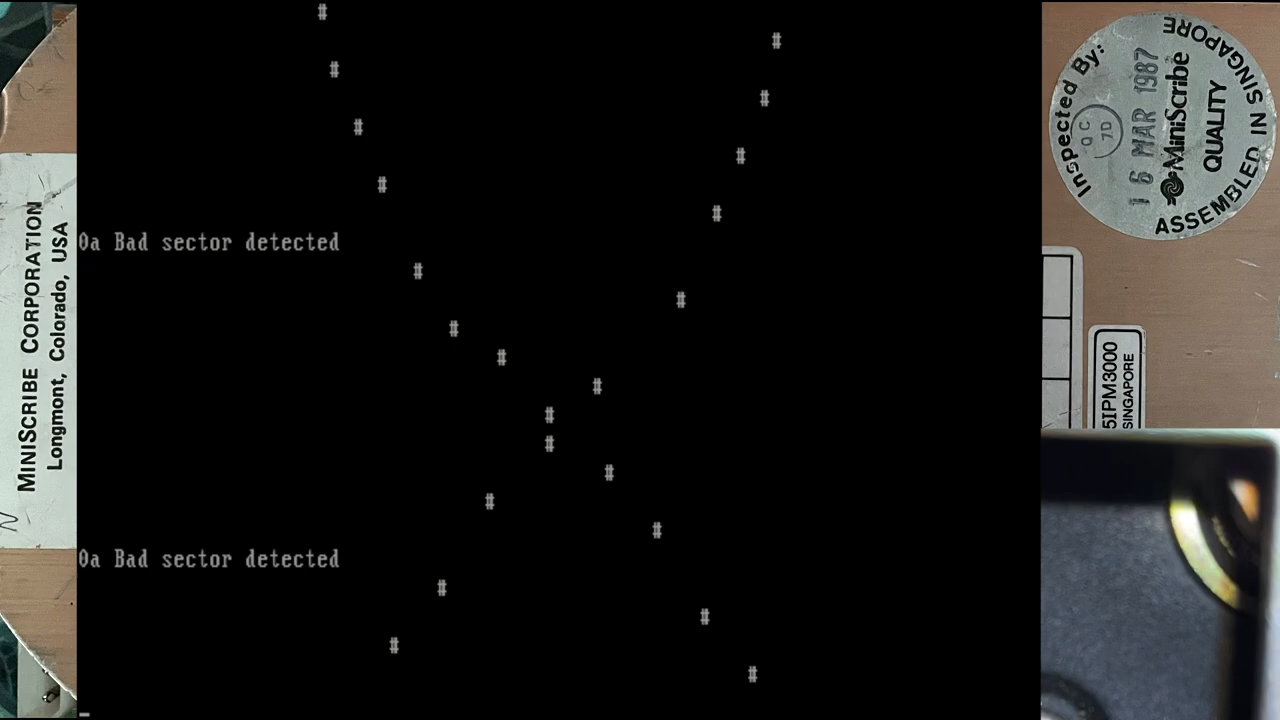 MINISCRIBE CORPORATION
Longmont, Colorado, USA
#
#
#
#
#
#
#
#
0a Bad sector detected
#
#
#
#
#
#
#
#
#
#
0a Bad sector detected
#
#
#
#
_
Inspected By:
QC
7D
16 MAR 1987
MiniScribe
QUALITY
ASSEMBLED IN SINGAPORE
5IPM3000
SINGAPORE